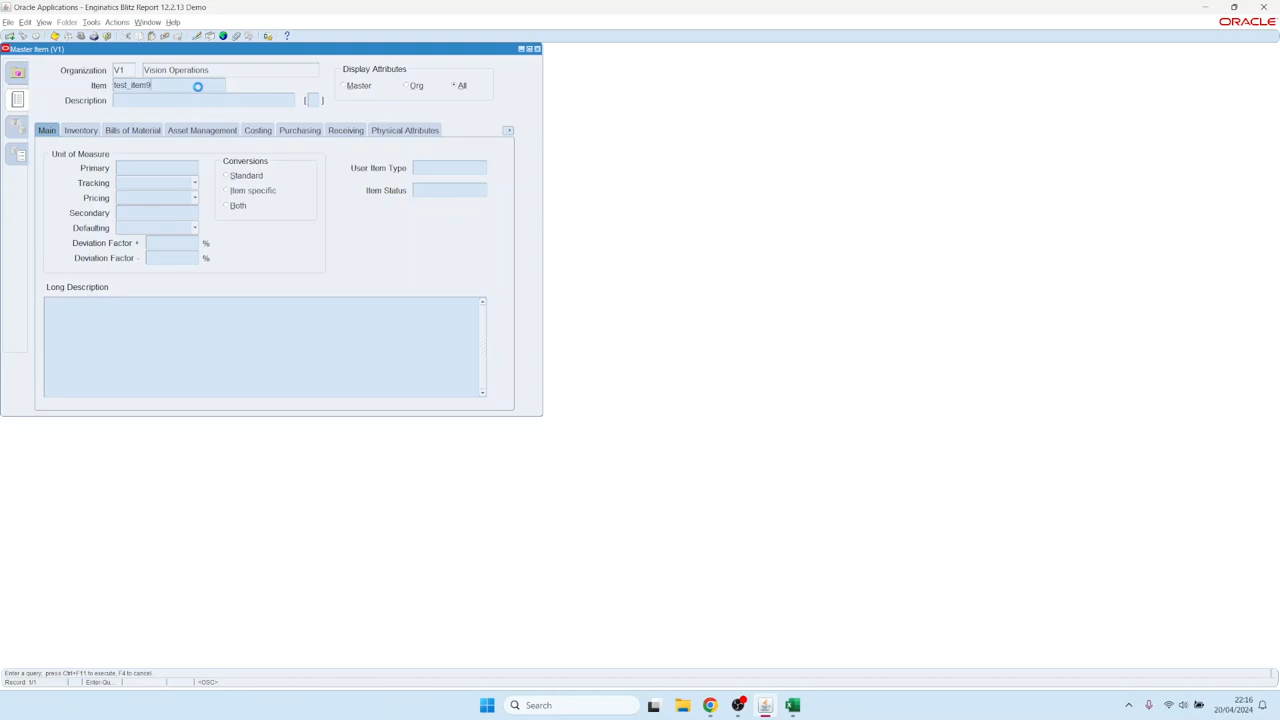 Oracle Applications - Enginatics Blitz Report 12.2.13 Demo
File Edit View Folder Tools Actions Window Help
ORACLE
Master Item (V1)
Organization V1 Vision Operations
Item test_item9
Description [ ]
Display Attributes
Master Org All
Main Inventory Bills of Material Asset Management Costing Purchasing Receiving Physical Attributes
Unit of Measure
Primary
Tracking
Pricing
Secondary
Defaulting
Deviation Factor + %
Deviation Factor - %
Conversions
Standard
Item specific
Both
User Item Type
Item Status
Long Description
Enter a query; press Ctrl+F11 to execute, F4 to cancel.
Record: 1/1 Enter-Qu... <OSC>
Search
22:16
20/04/2024